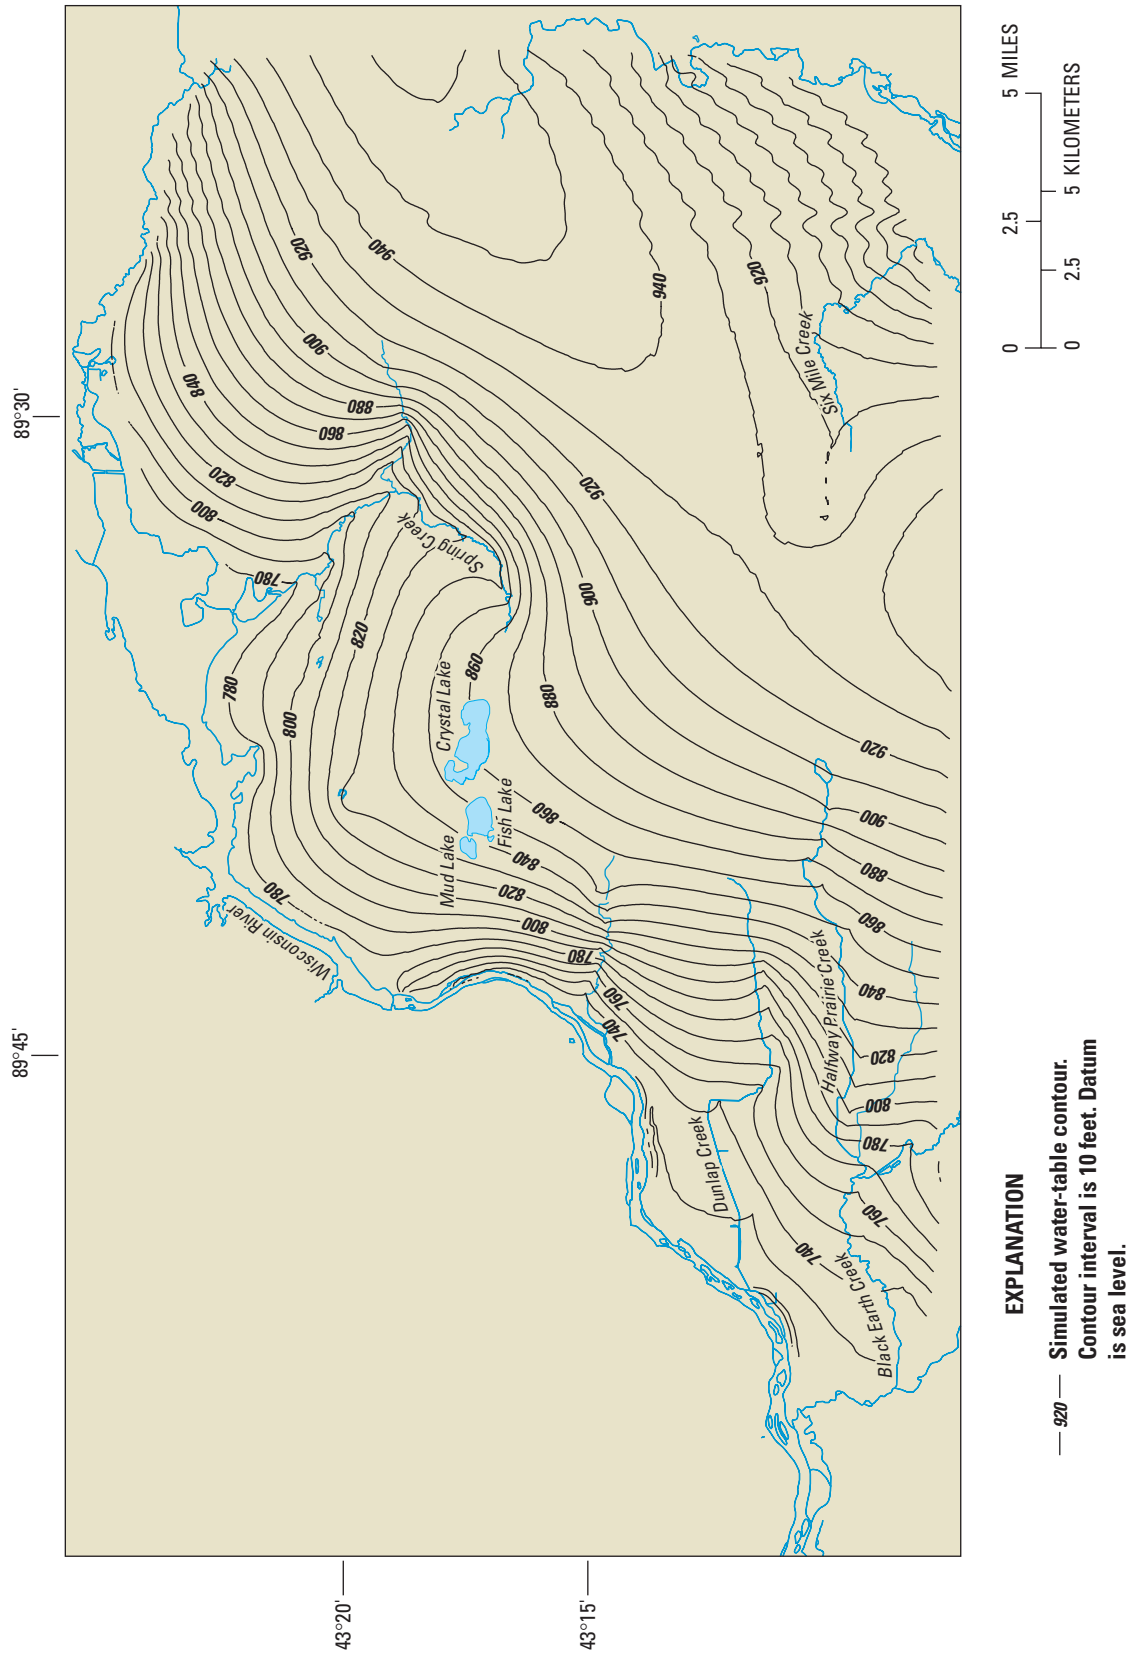 89°45'
89°30'
840
800
820
780
780
780
Wisconsin River
800
920
900
860
43°20'
820
880
940
Mud Lake
Crystal Lake
Spring Creek
860
Fish Lake
820
840
800
860
880
780
43°15'
900
920
740
760
940
Dunlap Creek
920
740
Halfway Prairie Creek
Six Mile Creek
Black Earth Creek
760
780
800
820
840
860
880
900
920
EXPLANATION
920
Simulated water-table contour.
Contour interval is 10 feet. Datum
is sea level.
0 2.5 5 MILES
0 2.5 5 KILOMETERS